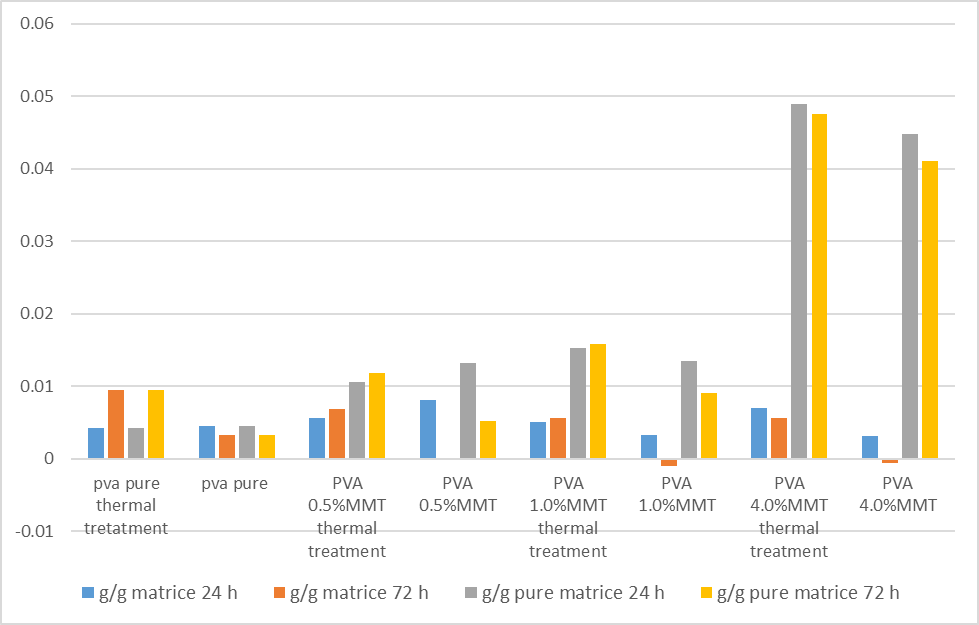 0.06
0.05
0.04
0.03
0.02
0.01
0
-0.01
pva pure
thermal
tretatment
pva pure
PVA
0.5%MMT
thermal
treatment
PVA
0.5%MMT
PVA
1.0%MMT
thermal
treatment
PVA
1.0%MMT
PVA
4.0%MMT
thermal
treatment
PVA
4.0%MMT
g/g matrice 24 h
g/g matrice 72 h
g/g pure matrice 24 h
g/g pure matrice 72 h